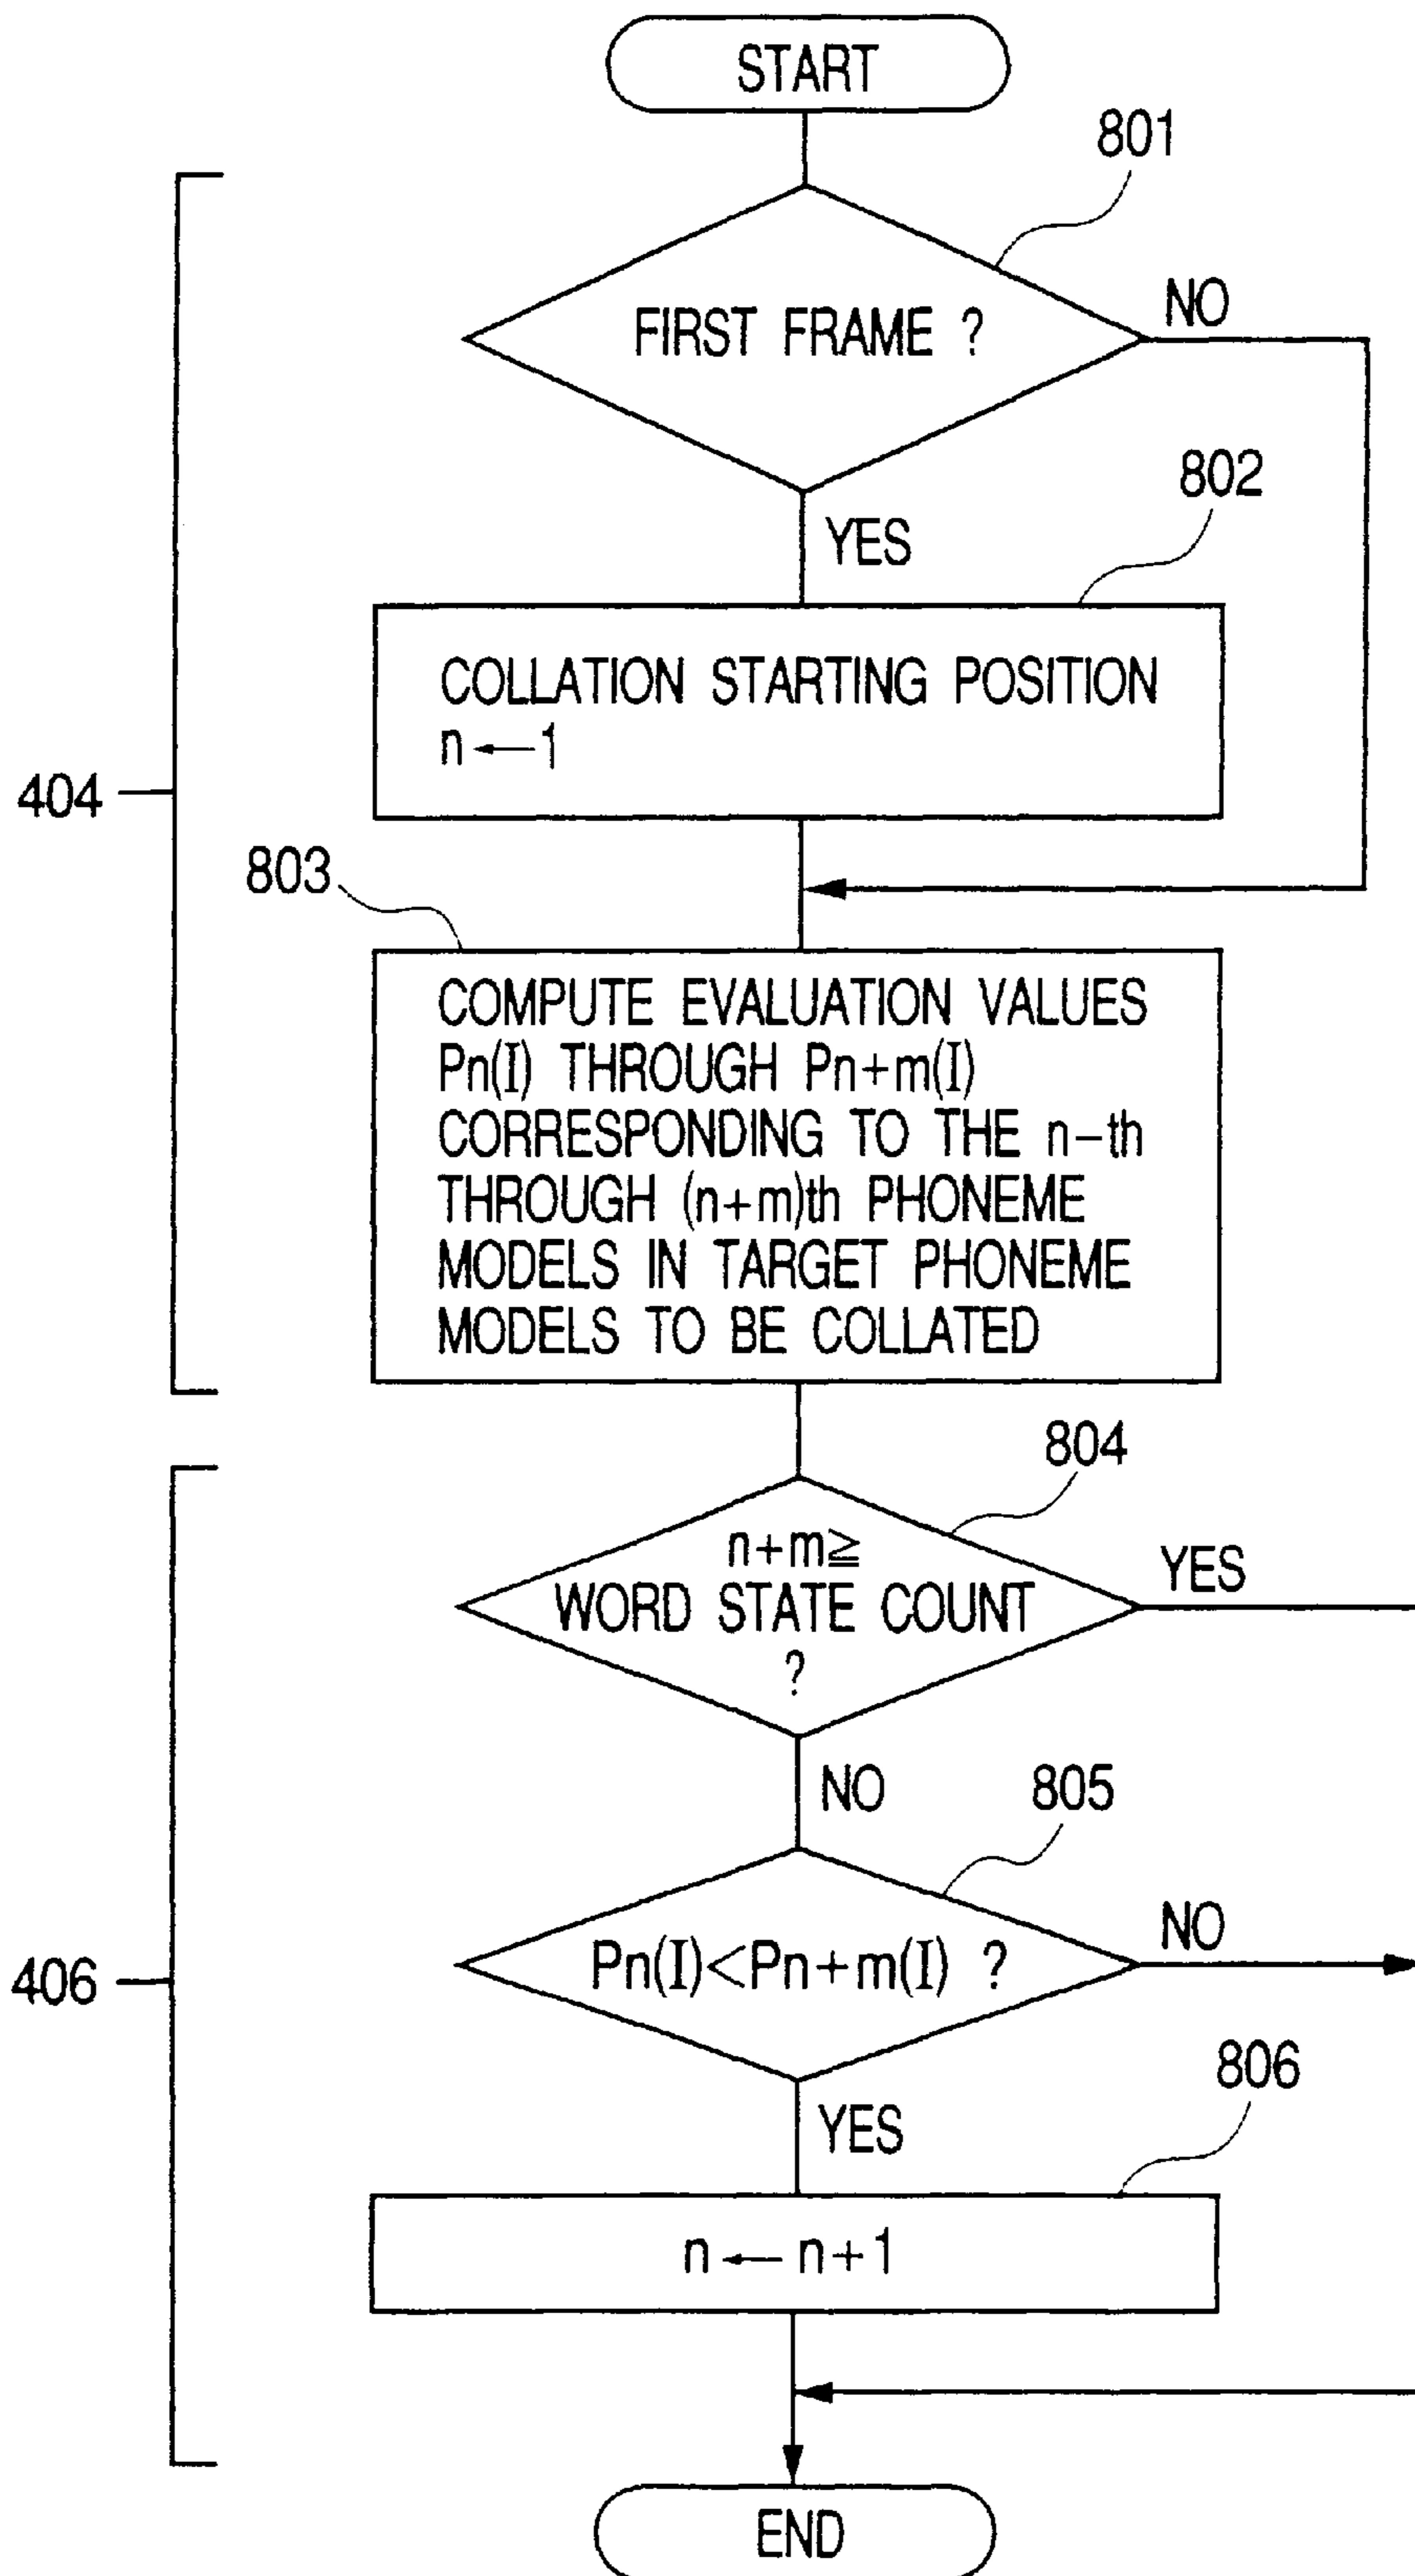 START
801
FIRST FRAME ?
NO
YES
802
COLLATION STARTING POSITION
n ← 1
404
803
COMPUTE EVALUATION VALUES
Pn(I) THROUGH Pn+m(I)
CORRESPONDING TO THE n-th
THROUGH (n+m)th PHONEME
MODELS IN TARGET PHONEME
MODELS TO BE COLLATED
804
n+m≧
WORD STATE COUNT
?
YES
NO
805
Pn(I)<Pn+m(I) ?
NO
406
YES
806
n ← n+1
END